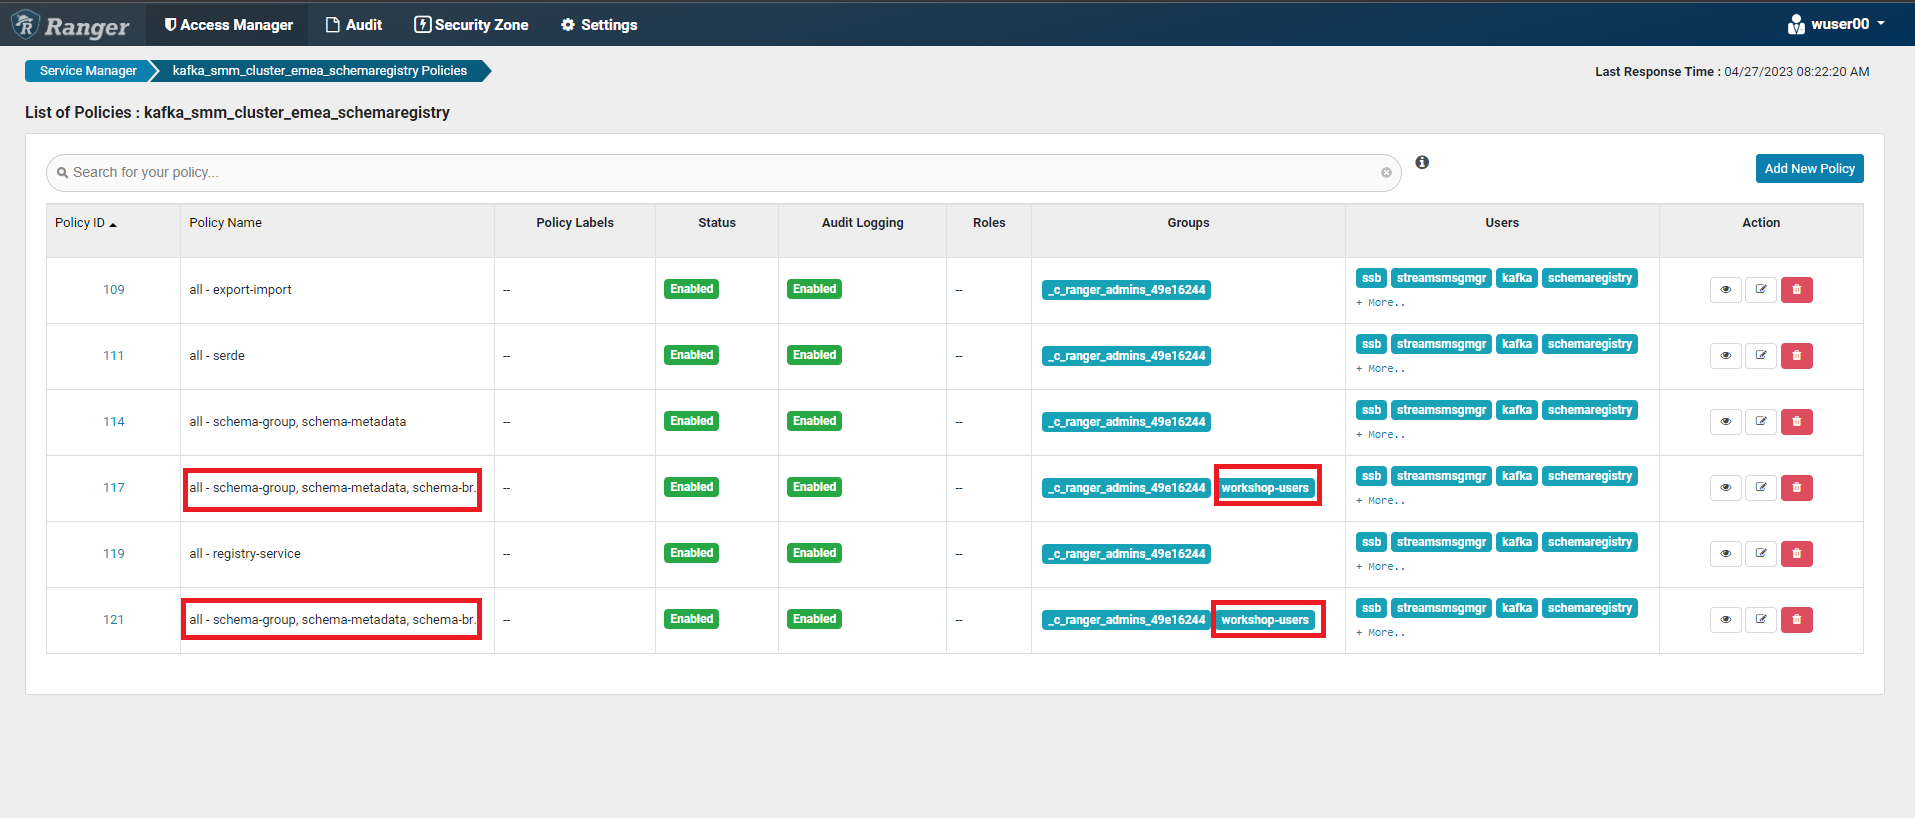 Ranger Access Manager Audit Security Zone Settings wuser00
Service Manager kafka_smm_cluster_emea_schemaregistry Policies Last Response Time : 04/27/2023 08:22:20 AM
List of Policies : kafka_smm_cluster_emea_schemaregistry
Search for your policy... Add New Policy
Policy ID Policy Name Policy Labels Status Audit Logging Roles Groups Users Action
109 all - export-import -- Enabled Enabled -- _c_ranger_admins_49e16244 ssb streamsmsgmgr kafka schemaregistry
+ More..
111 all - serde -- Enabled Enabled -- _c_ranger_admins_49e16244 ssb streamsmsgmgr kafka schemaregistry
+ More..
114 all - schema-group, schema-metadata -- Enabled Enabled -- _c_ranger_admins_49e16244 ssb streamsmsgmgr kafka schemaregistry
+ More..
117 all - schema-group, schema-metadata, schema-br. -- Enabled Enabled -- _c_ranger_admins_49e16244 workshop-users ssb streamsmsgmgr kafka schemaregistry
+ More..
119 all - registry-service -- Enabled Enabled -- _c_ranger_admins_49e16244 ssb streamsmsgmgr kafka schemaregistry
+ More..
121 all - schema-group, schema-metadata, schema-br. -- Enabled Enabled -- _c_ranger_admins_49e16244 workshop-users ssb streamsmsgmgr kafka schemaregistry
+ More..